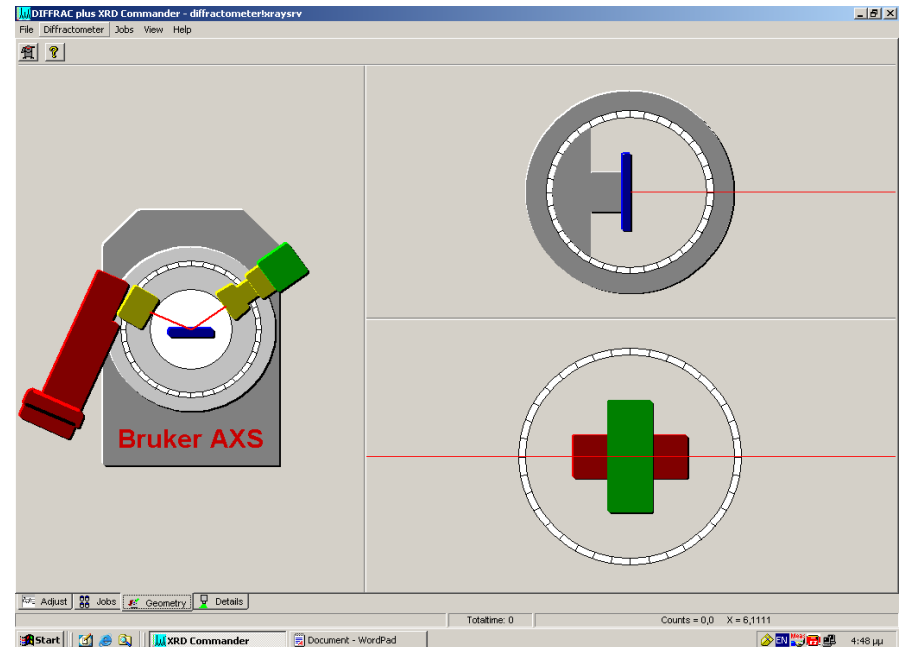 DIFFRAC plus XRD Commander - diffractometer!xraysrv
File Diffractometer Jobs View Help
Bruker AXS
Adjust Jobs Geometry Details
Totaltime: 0 Counts = 0,0 X = 6,1111
Start XRD Commander Document - WordPad EN 4:48 μμ